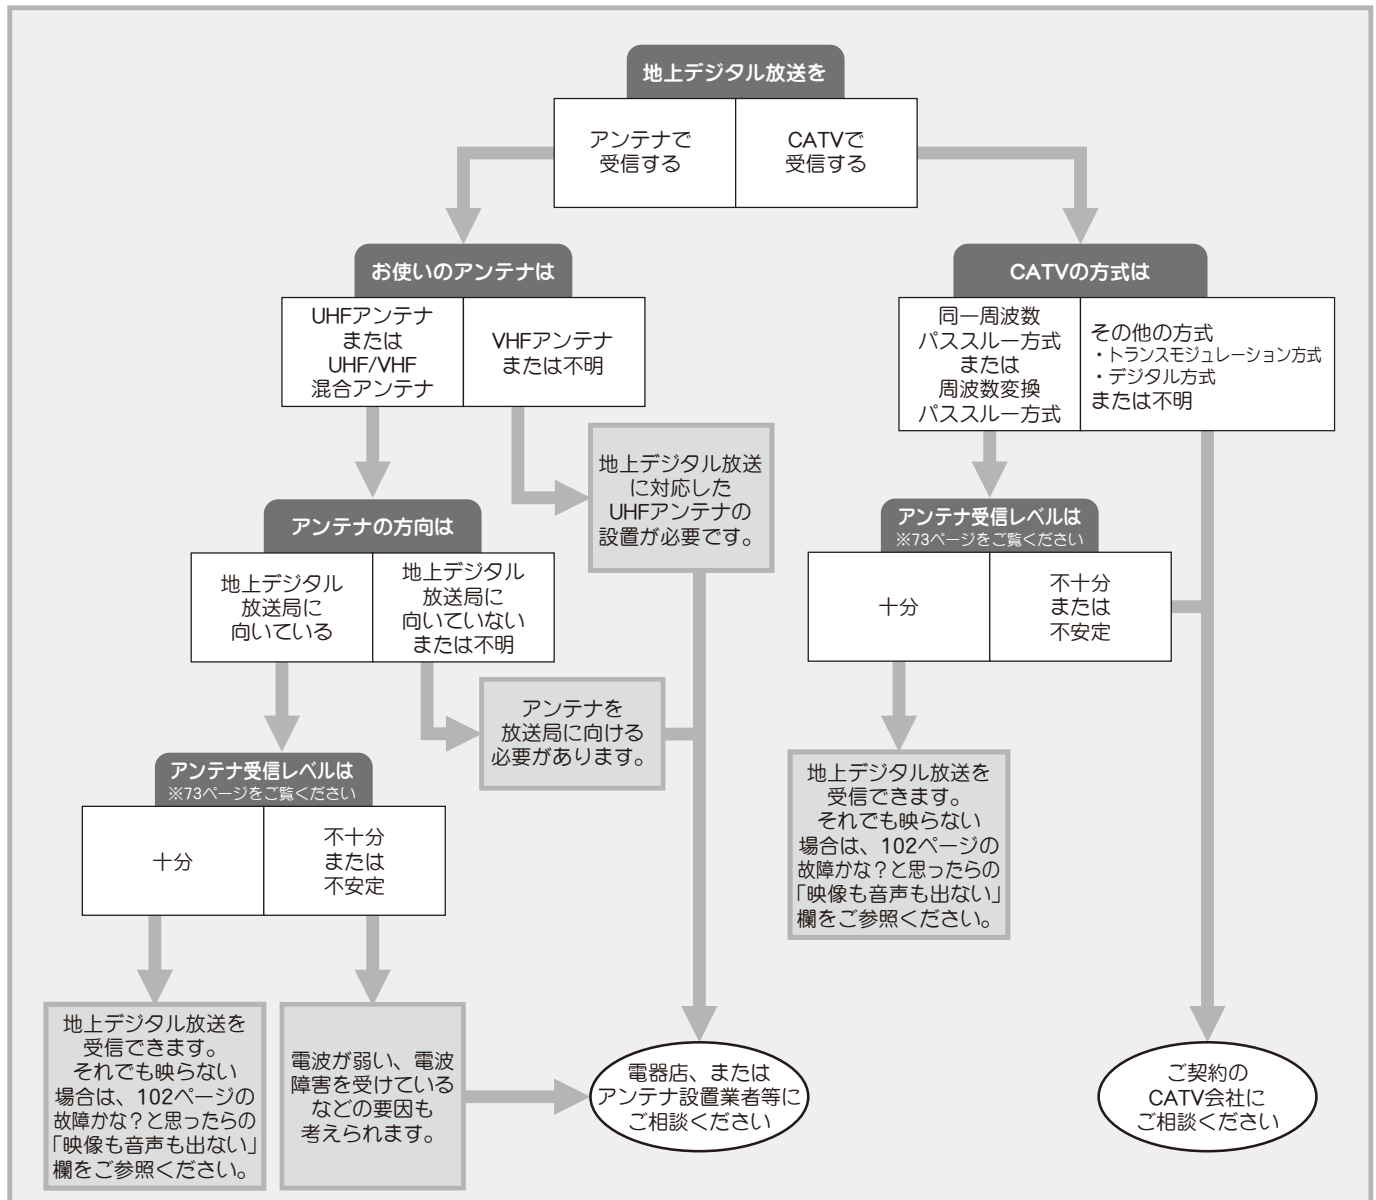 地上デジタル放送を
アンテナで
受信する
CATVで
受信する
お使いのアンテナは
UHFアンテナ
または
UHF/VHF
混合アンテナ
VHFアンテナ
または不明
地上デジタル放送
に対応した
UHFアンテナの
設置が必要です。
アンテナの方向は
地上デジタル
放送局に
向いている
地上デジタル
放送局に
向いていない
または不明
アンテナを
放送局に向ける
必要があります。
アンテナ受信レベルは
※73ページをご覧ください
十分
不十分
または
不安定
地上デジタル放送を
受信できます。
それでも映らない
場合は、102ページの
故障かな?と思ったらの
「映像も音声も出ない」
欄をご参照ください。
電波が弱い、電波
障害を受けている
などの要因も
考えられます。
電器店、または
アンテナ設置業者等に
ご相談ください
CATVの方式は
同一周波数
パススルー方式
または
周波数変換
パススルー方式
その他の方式
・トランスモジュレーション方式
・デジタル方式
または不明
アンテナ受信レベルは
※73ページをご覧ください
十分
不十分
または
不安定
地上デジタル放送を
受信できます。
それでも映らない
場合は、102ページの
故障かな?と思ったらの
「映像も音声も出ない」
欄をご参照ください。
ご契約の
CATV会社に
ご相談ください